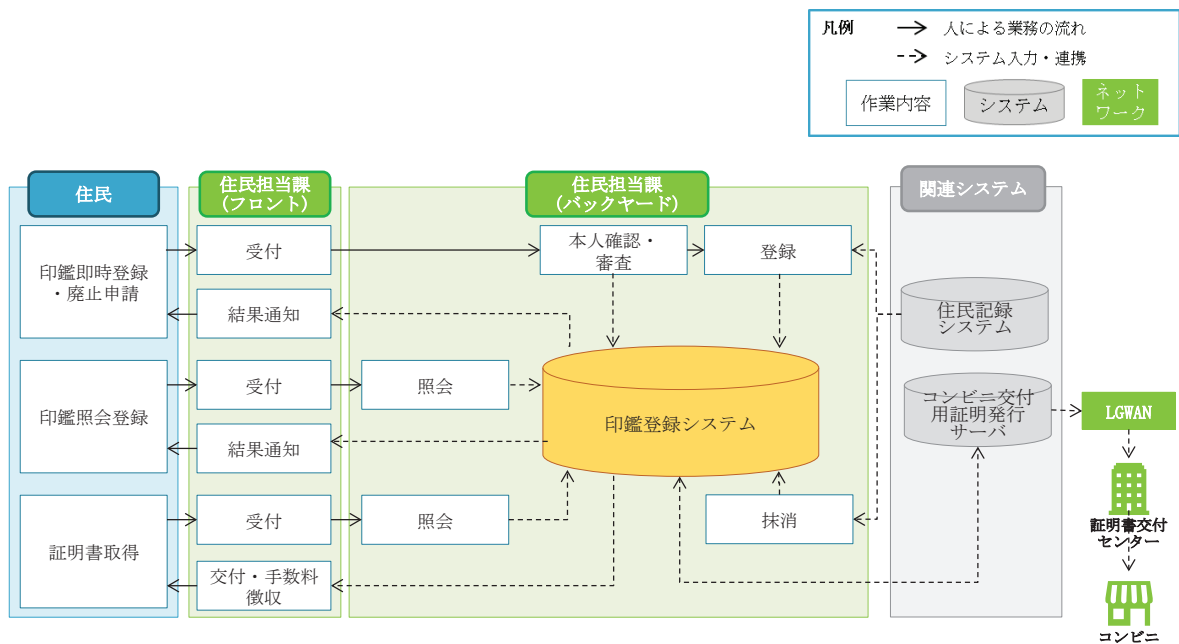 凡例
人による業務の流れ
システム入力・連携
作業内容
システム
ネット
ワーク
住民
住民担当課
(フロント)
住民担当課
(バックヤード)
関連システム
印鑑即時登録
・廃止申請
受付
本人確認・
審査
登録
結果通知
住民記録
システム
印鑑照会登録
受付
照会
印鑑登録システム
コンビニ交付
用証明発行
サーバ
LGWAN
結果通知
証明書取得
受付
照会
抹消
証明書交付
センター
交付・手数料
徴収
コンビニ